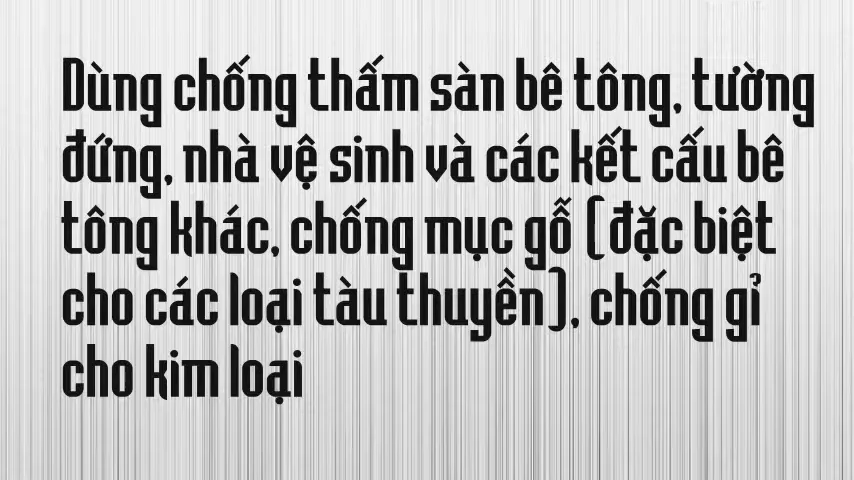 Dùng chống thấm sàn bê tông, tường
đứng, nhà vệ sinh và các kết cấu bê
tông khác, chống mục gỗ (đặc biệt
cho các loại tàu thuyền), chống gỉ
cho kim loại